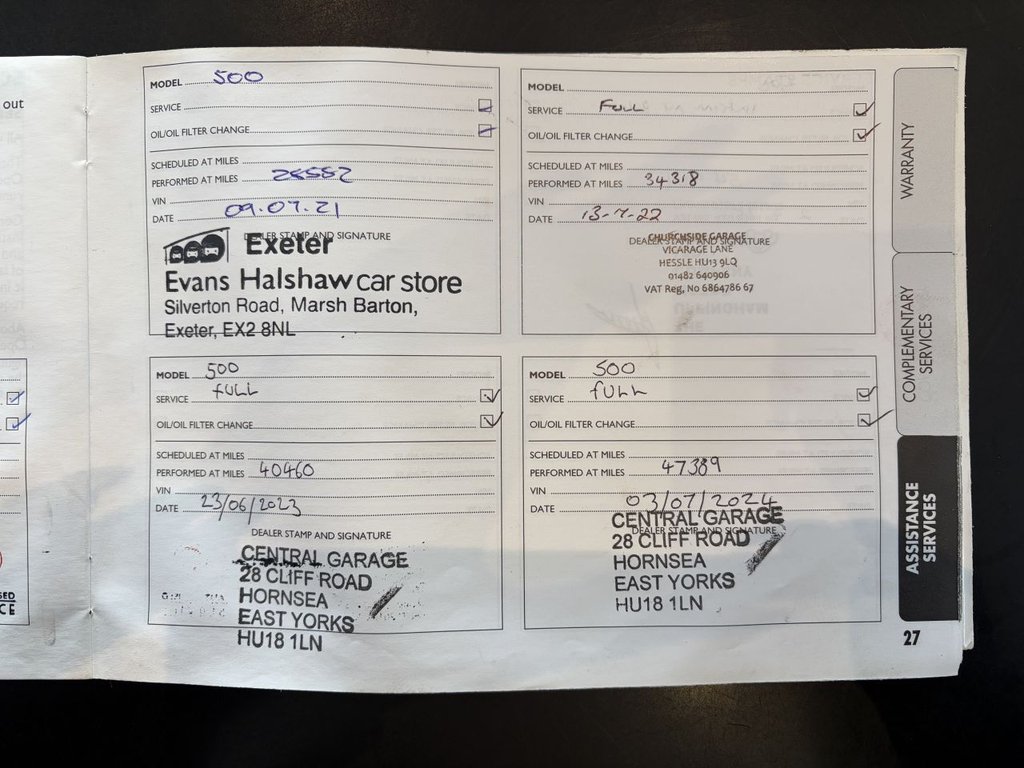 out
MODEL 500
SERVICE
OIL/OIL FILTER CHANGE
SCHEDULED AT MILES
PERFORMED AT MILES
VIN
DATE 09.07.21
DEALER STAMP AND SIGNATURE
Exeter
Evans Halshaw car store
Silverton Road, Marsh Barton,
Exeter, EX2 8NL
MODEL
SERVICE FULL
OIL/OIL FILTER CHANGE
SCHEDULED AT MILES
PERFORMED AT MILES 34318
VIN
DATE 13-7-22
DEALER STAMP AND SIGNATURE
CHURCHSIDE GARAGE
VICARAGE LANE
HESSLE HU13 9LQ
01482 640906
VAT Reg, No 6864786 67
MODEL 500
SERVICE FULL
OIL/OIL FILTER CHANGE
SCHEDULED AT MILES
PERFORMED AT MILES 40460
VIN
DATE 23/06/2023
DEALER STAMP AND SIGNATURE
CENTRAL GARAGE
28 CLIFF ROAD
HORNSEA
EAST YORKS
HU18 1LN
MODEL 500
SERVICE FULL
OIL/OIL FILTER CHANGE
SCHEDULED AT MILES
PERFORMED AT MILES 47389
VIN
DATE 03/07/2024
DEALER STAMP AND SIGNATURE
CENTRAL GARAGE
28 CLIFF ROAD
HORNSEA
EAST YORKS
HU18 1LN
WARRANTY
COMPLEMENTARY
SERVICES
ASSISTANCE
SERVICES
27